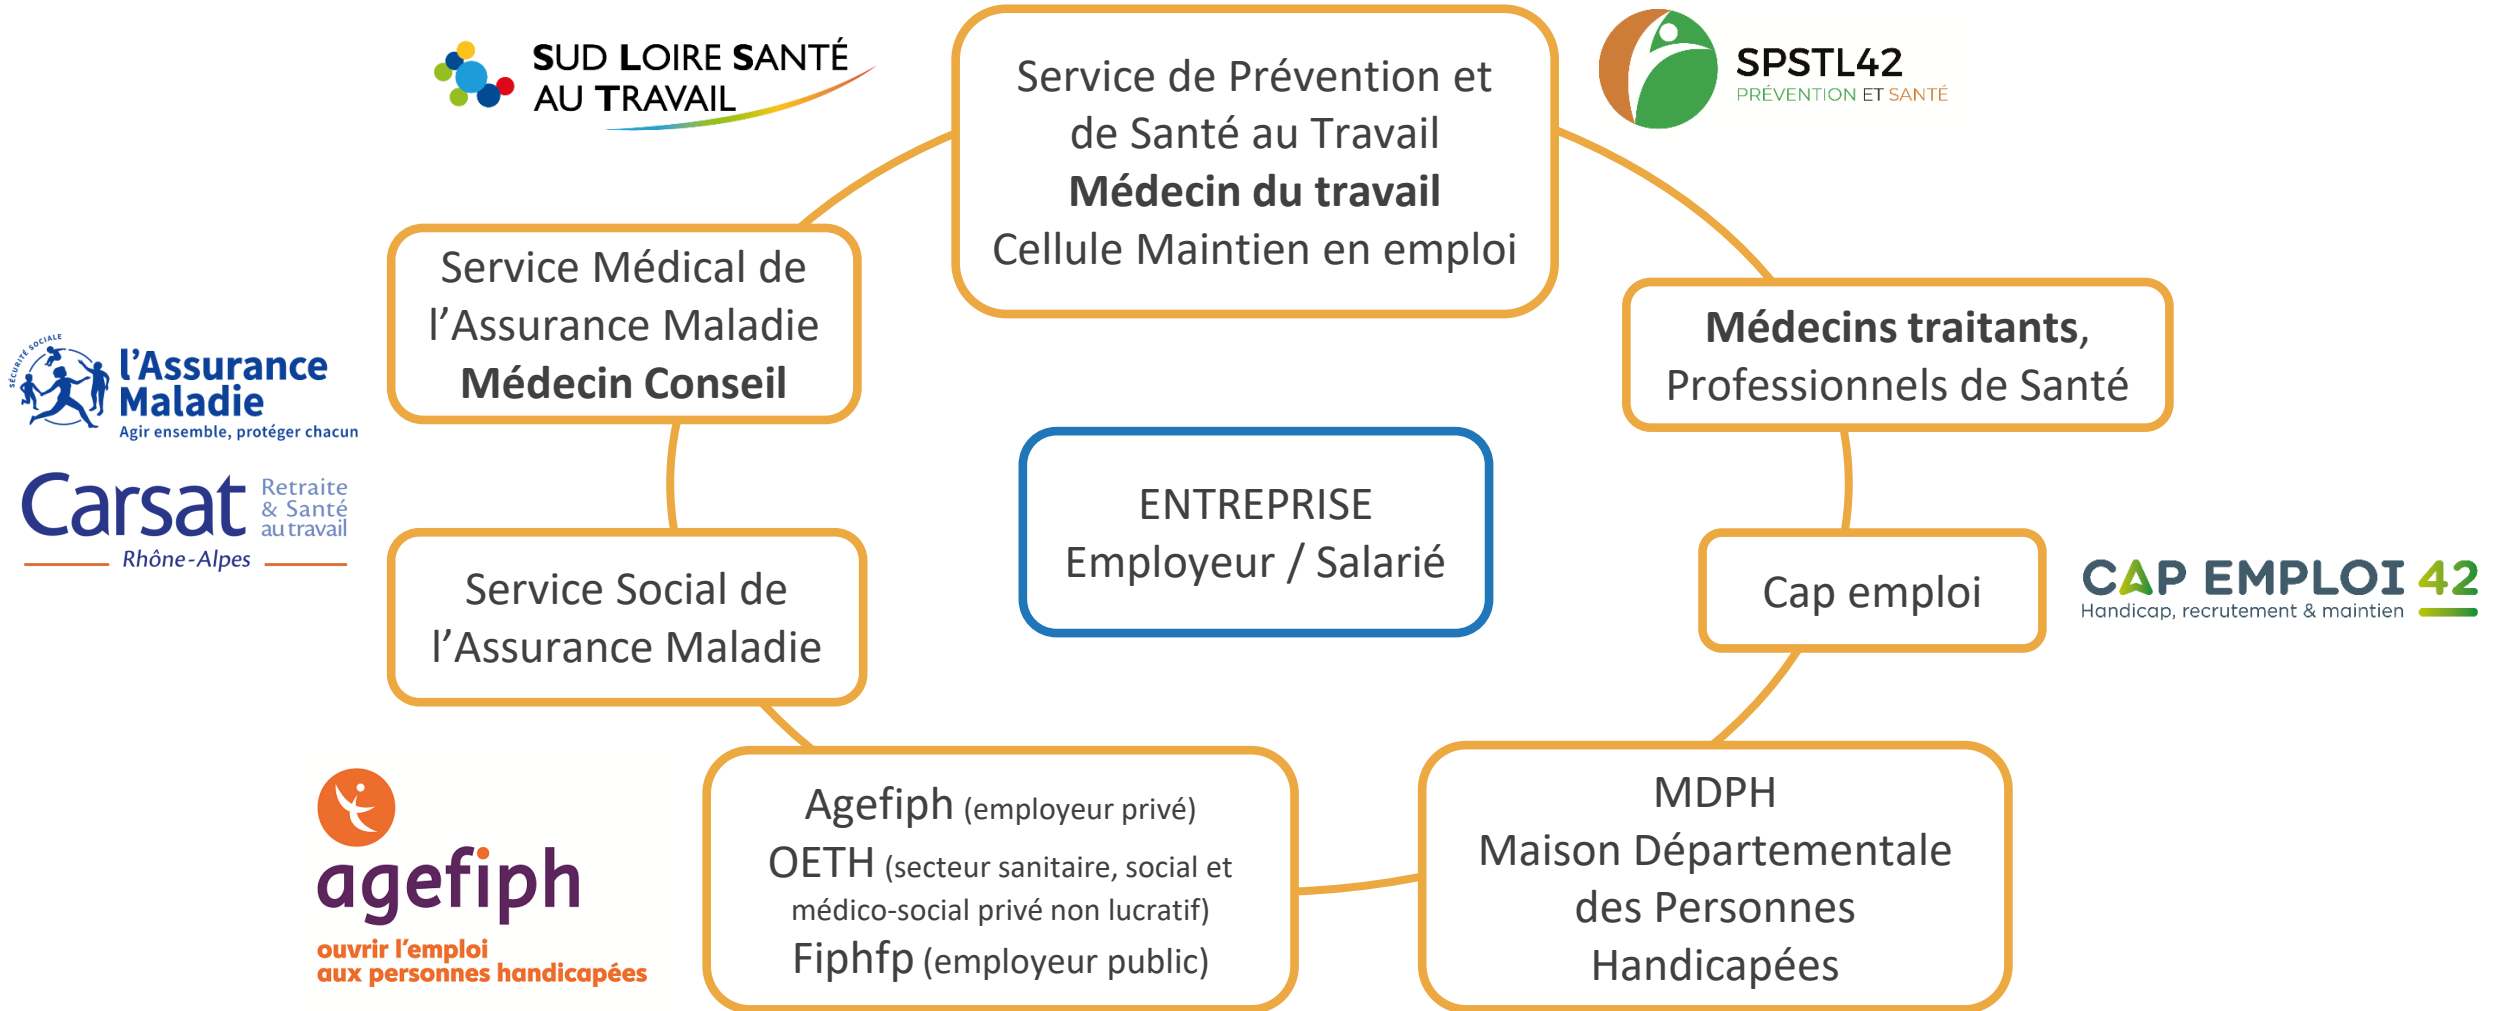 SUD LOIRE SANTÉ
AU TRAVAIL
Service de Prévention et
de Santé au Travail
Médecin du travail
Cellule Maintien en emploi
SPSTL42
PRÉVENTION ET SANTÉ
Service Médical de
l’Assurance Maladie
Médecin Conseil
Médecins traitants,
Professionnels de Santé
SÉCURITÉ SOCIALE
l’Assurance
Maladie
Agir ensemble, protéger chacun
Carsat
Retraite
& Santé
au travail
Rhône-Alpes
ENTREPRISE
Employeur / Salarié
Service Social de
l’Assurance Maladie
Cap emploi
CAP EMPLOI 42
Handicap, recrutement & maintien
agefiph
ouvrir l’emploi
aux personnes handicapées
Agefiph (employeur privé)
OETH (secteur sanitaire, social et
médico-social privé non lucratif)
Fiphfp (employeur public)
MDPH
Maison Départementale
des Personnes
Handicapées